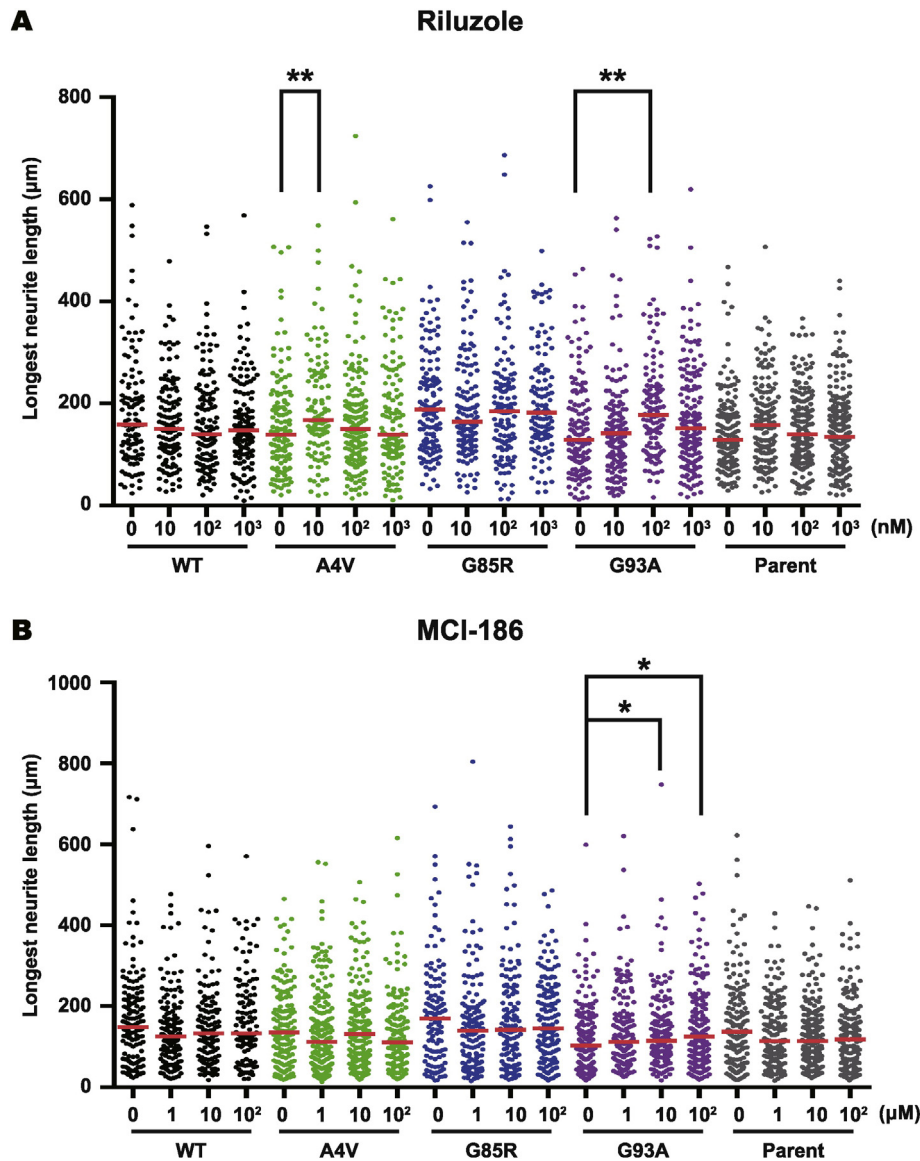 A
Riluzole
**
**
Longest neurite length (µm)
800
600
400
200
0
0 10 10² 10³ 0 10 10² 10³ 0 10 10² 10³ 0 10 10² 10³ 0 10 10² 10³ (nM)
WT A4V G85R G93A Parent
B
MCI-186
*
*
Longest neurite length (µm)
1000
800
600
400
200
0
0 1 10 10² 0 1 10 10² 0 1 10 10² 0 1 10 10² 0 1 10 10² (µM)
WT A4V G85R G93A Parent